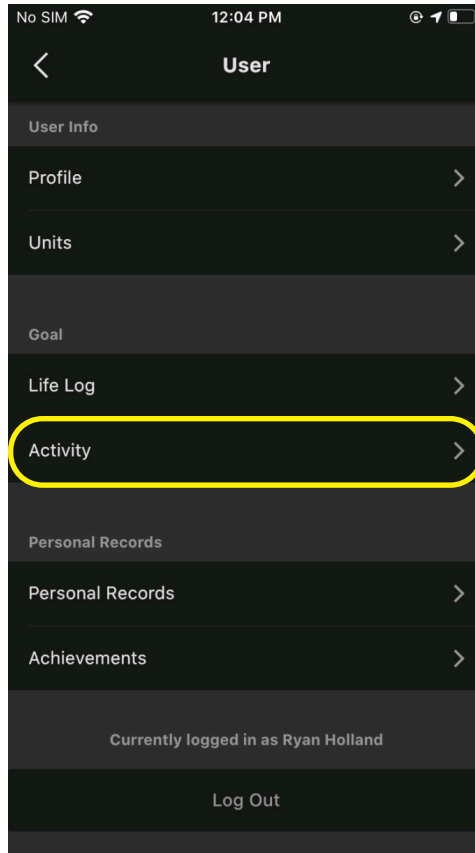 No SIM 12:04 PM
User
User Info
Profile
Units
Goal
Life Log
Activity
Personal Records
Personal Records
Achievements
Currently logged in as Ryan Holland
Log Out